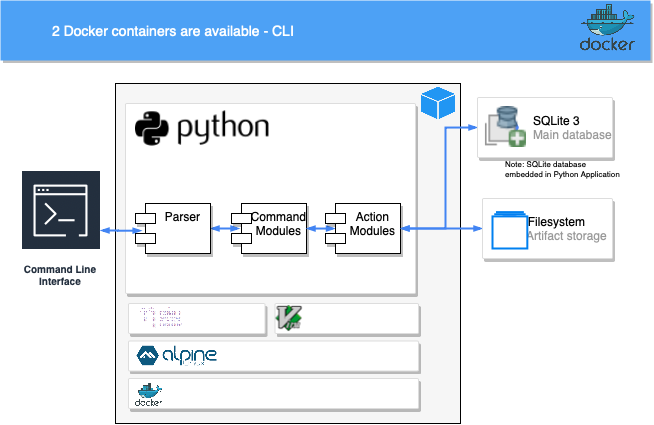 2 Docker containers are available - CLI
docker
python
SQLite 3
Main database
Note: SQLite database
embedded in Python Application
Parser
Command
Modules
Action
Modules
Filesystem
Artifact storage
Command Line
Interface
alpine
docker